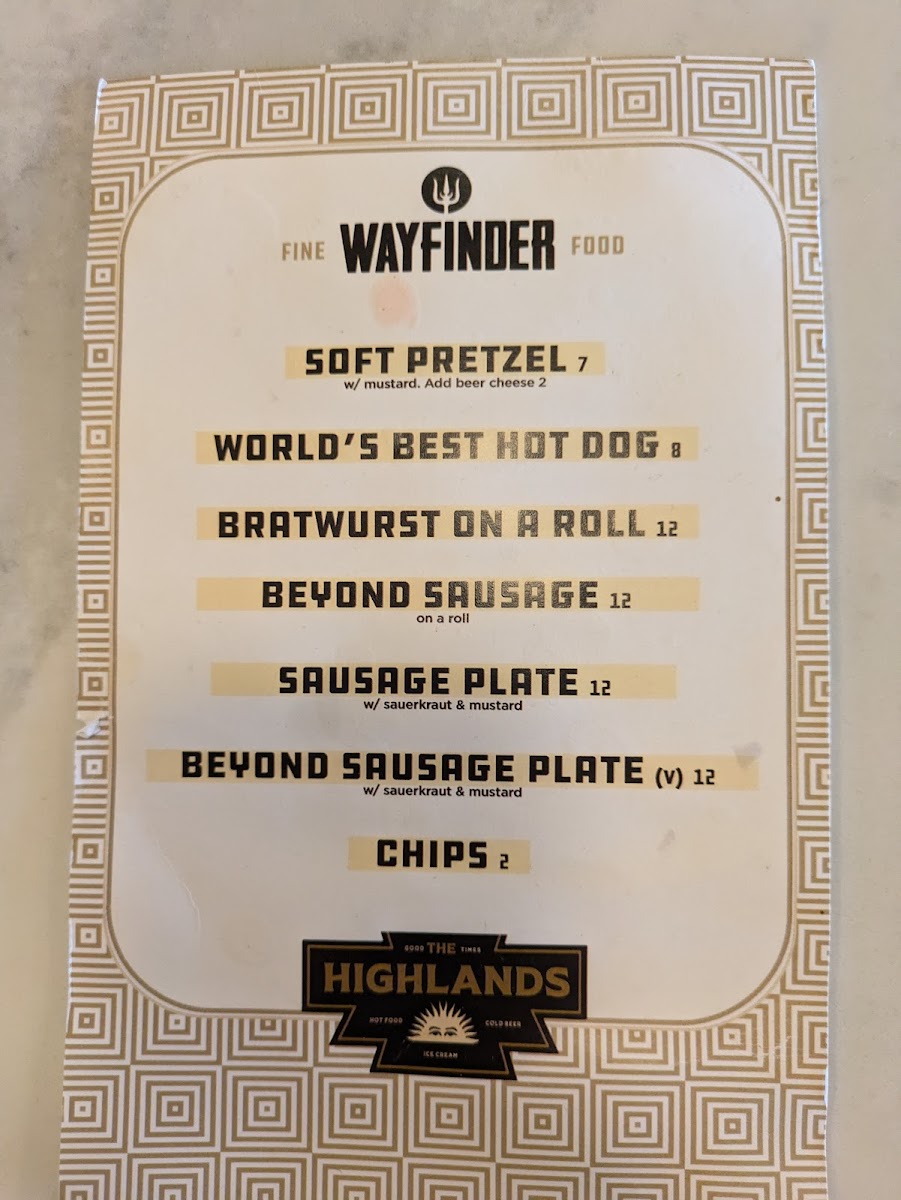 FINE WAYFINDER FOOD
SOFT PRETZEL 7
w/ mustard. Add beer cheese 2
WORLD'S BEST HOT DOG 8
BRATWURST ON A ROLL 12
BEYOND SAUSAGE 12
on a roll
SAUSAGE PLATE 12
w/ sauerkraut & mustard
BEYOND SAUSAGE PLATE (V) 12
w/ sauerkraut & mustard
CHIPS 2
GOOD THE TIMES
HIGHLANDS
HOT FOOD COLD BEER
ICE CREAM